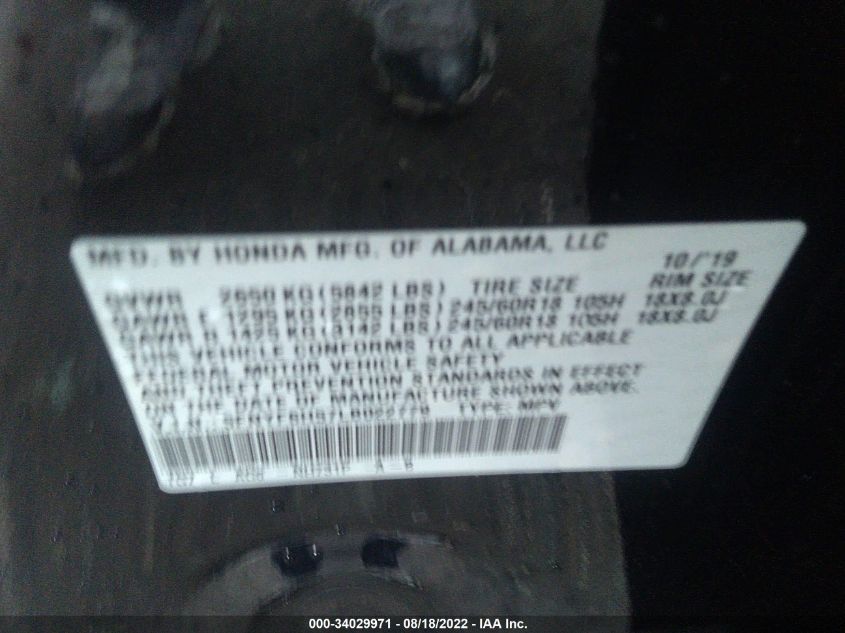 MFD. BY HONDA MFG. OF ALABAMA, LLC
10/'19
GVWR 2650 KG (5842 LBS) TIRE SIZE RIM SIZE
GAWR F 1295 KG (2855 LBS) 245/60R18 105H 18X8.0J
GAWR R 1425 KG (3142 LBS) 245/60R18 105H 18X8.0J
THIS VEHICLE CONFORMS TO ALL APPLICABLE
FEDERAL MOTOR VEHICLE SAFETY
AND THEFT PREVENTION STANDARDS IN EFFECT
ON THE DATE OF MANUFACTURE SHOWN ABOVE.
V.I.N. TYPE: MPV
000-34029971 - 08/18/2022 - IAA Inc.